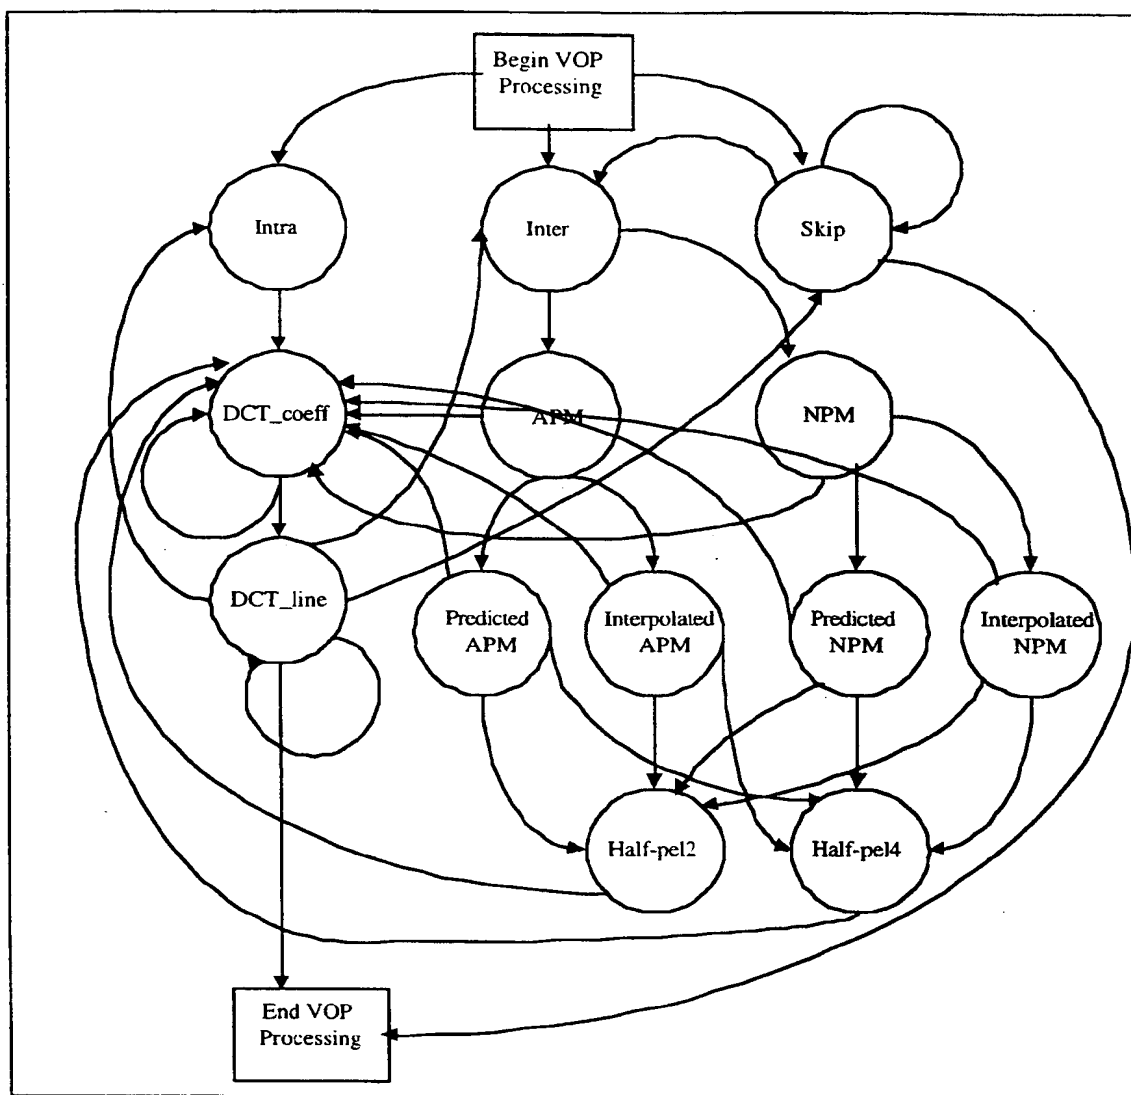 Begin VOP
Processing
Intra
Inter
Skip
DCT_coeff
APM
NPM
DCT_line
Predicted
APM
Interpolated
APM
Predicted
NPM
Interpolated
NPM
Half-pel2
Half-pel4
End VOP
Processing